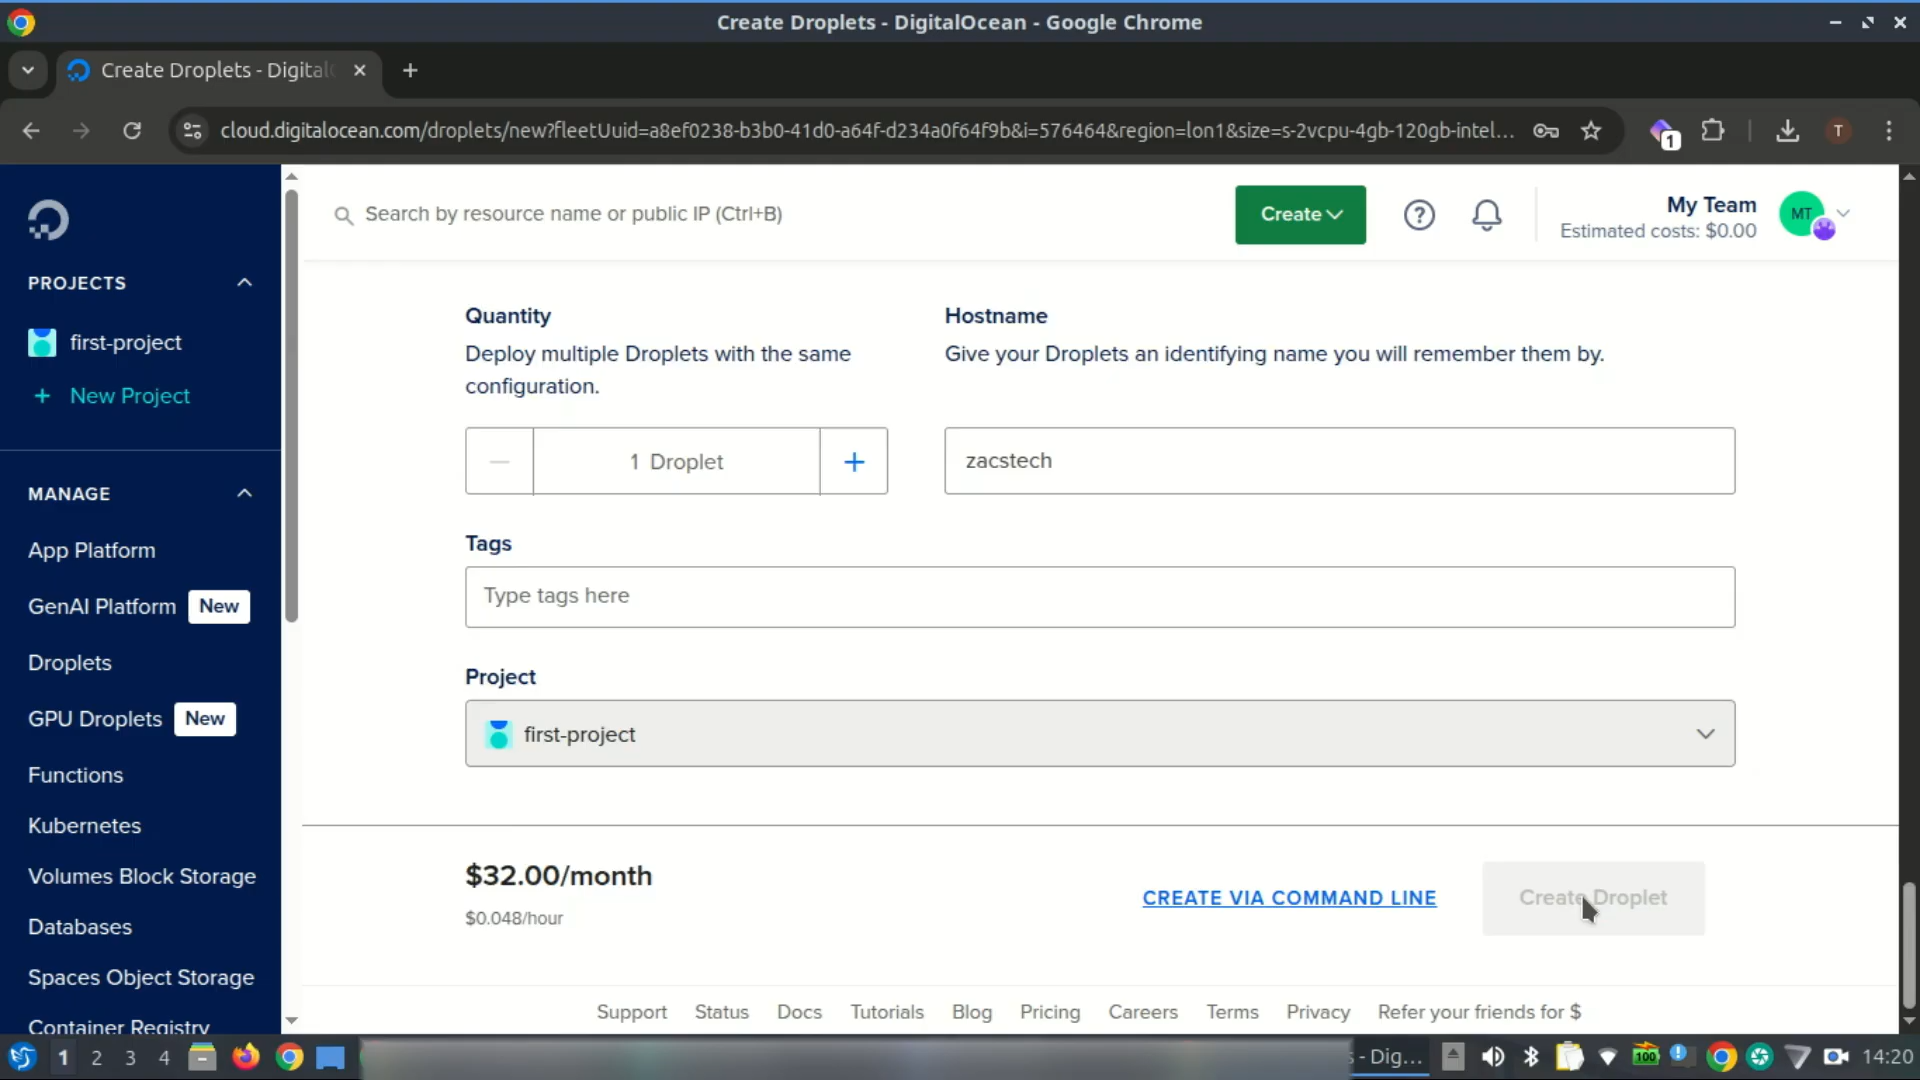 Create Droplets - DigitalOcean - Google Chrome
Create Droplets - Digital
cloud.digitalocean.com/droplets/new?fleetUuid=a8ef0238-b3b0-41d0-a64f-d234a0f64f9b&i=576464&region=lon1&size=s-2vcpu-4gb-120gb-intel...
1
T
Search by resource name or public IP (Ctrl+B)
Create
My Team
Estimated costs: $0.00
MT
PROJECTS
first-project
+ New Project
MANAGE
App Platform
GenAI Platform New
Droplets
GPU Droplets New
Functions
Kubernetes
Volumes Block Storage
Databases
Spaces Object Storage
Container Registry
Quantity
Deploy multiple Droplets with the same
configuration.
1 Droplet
Hostname
Give your Droplets an identifying name you will remember them by.
zacstech
Tags
Type tags here
Project
first-project
$32.00/month
$0.048/hour
CREATE VIA COMMAND LINE
Create Droplet
Support Status Docs Tutorials Blog Pricing Careers Terms Privacy Refer your friends for $
1 2 3 4
- Dig...
100
14:20